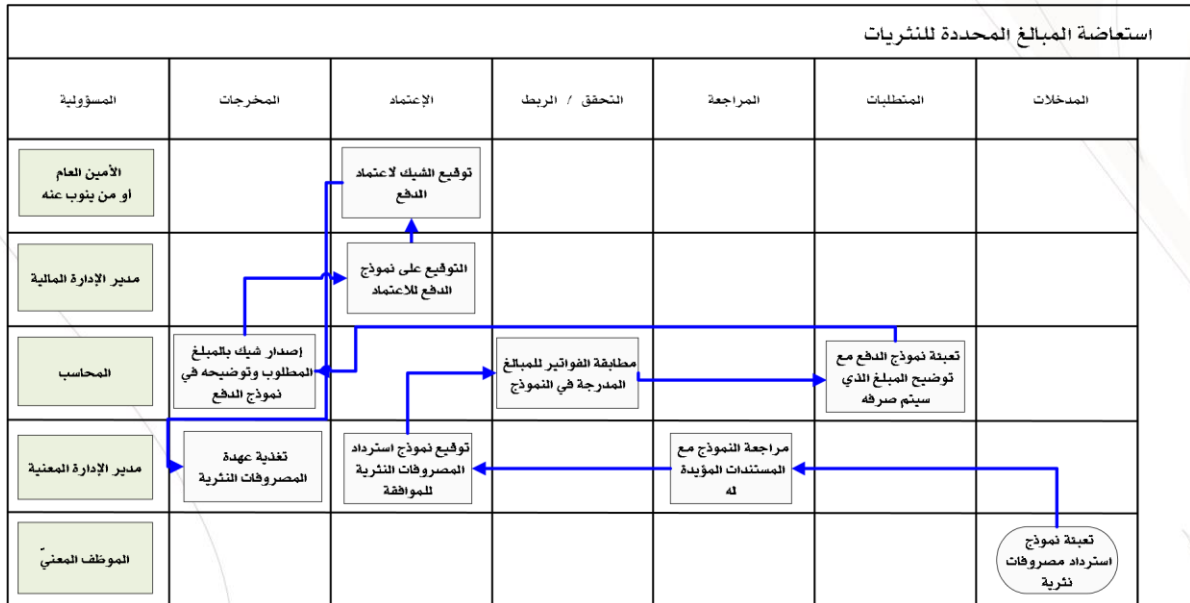 استعاضة المبالغ المحددة للنثريات
المدخلات
المتطلبات
المراجعة
التحقق / الربط
الإعتماد
المخرجات
المسؤولية
توقيع الشيك لاعتماد
الدفع
الأمين العام
او من ينوب عنه
التوقيع على نموذج
الدفع للاعتماد
مدير الإدارة المالية
تعبئة نموذج الدفع مع
توضيح المبلغ الذي
سيتم صرفه
مطابقة الفواتير للمبالغ
المدرجة في النموذج
إصدار شيك بالمبلغ
المطلوب وتوضيحه في
نموذج الدفع
المحاسب
مراجعة النموذج مع
المستندات المؤيدة
له
توقيع نموذج استرداد
المصروفات النثرية
للموافقة
تغذية عهدة
المصروفات النثرية
مدير الإدارة المعنية
تعبئة نموذج
استرداد مصروفات
نثرية
الموظف المعنيّ